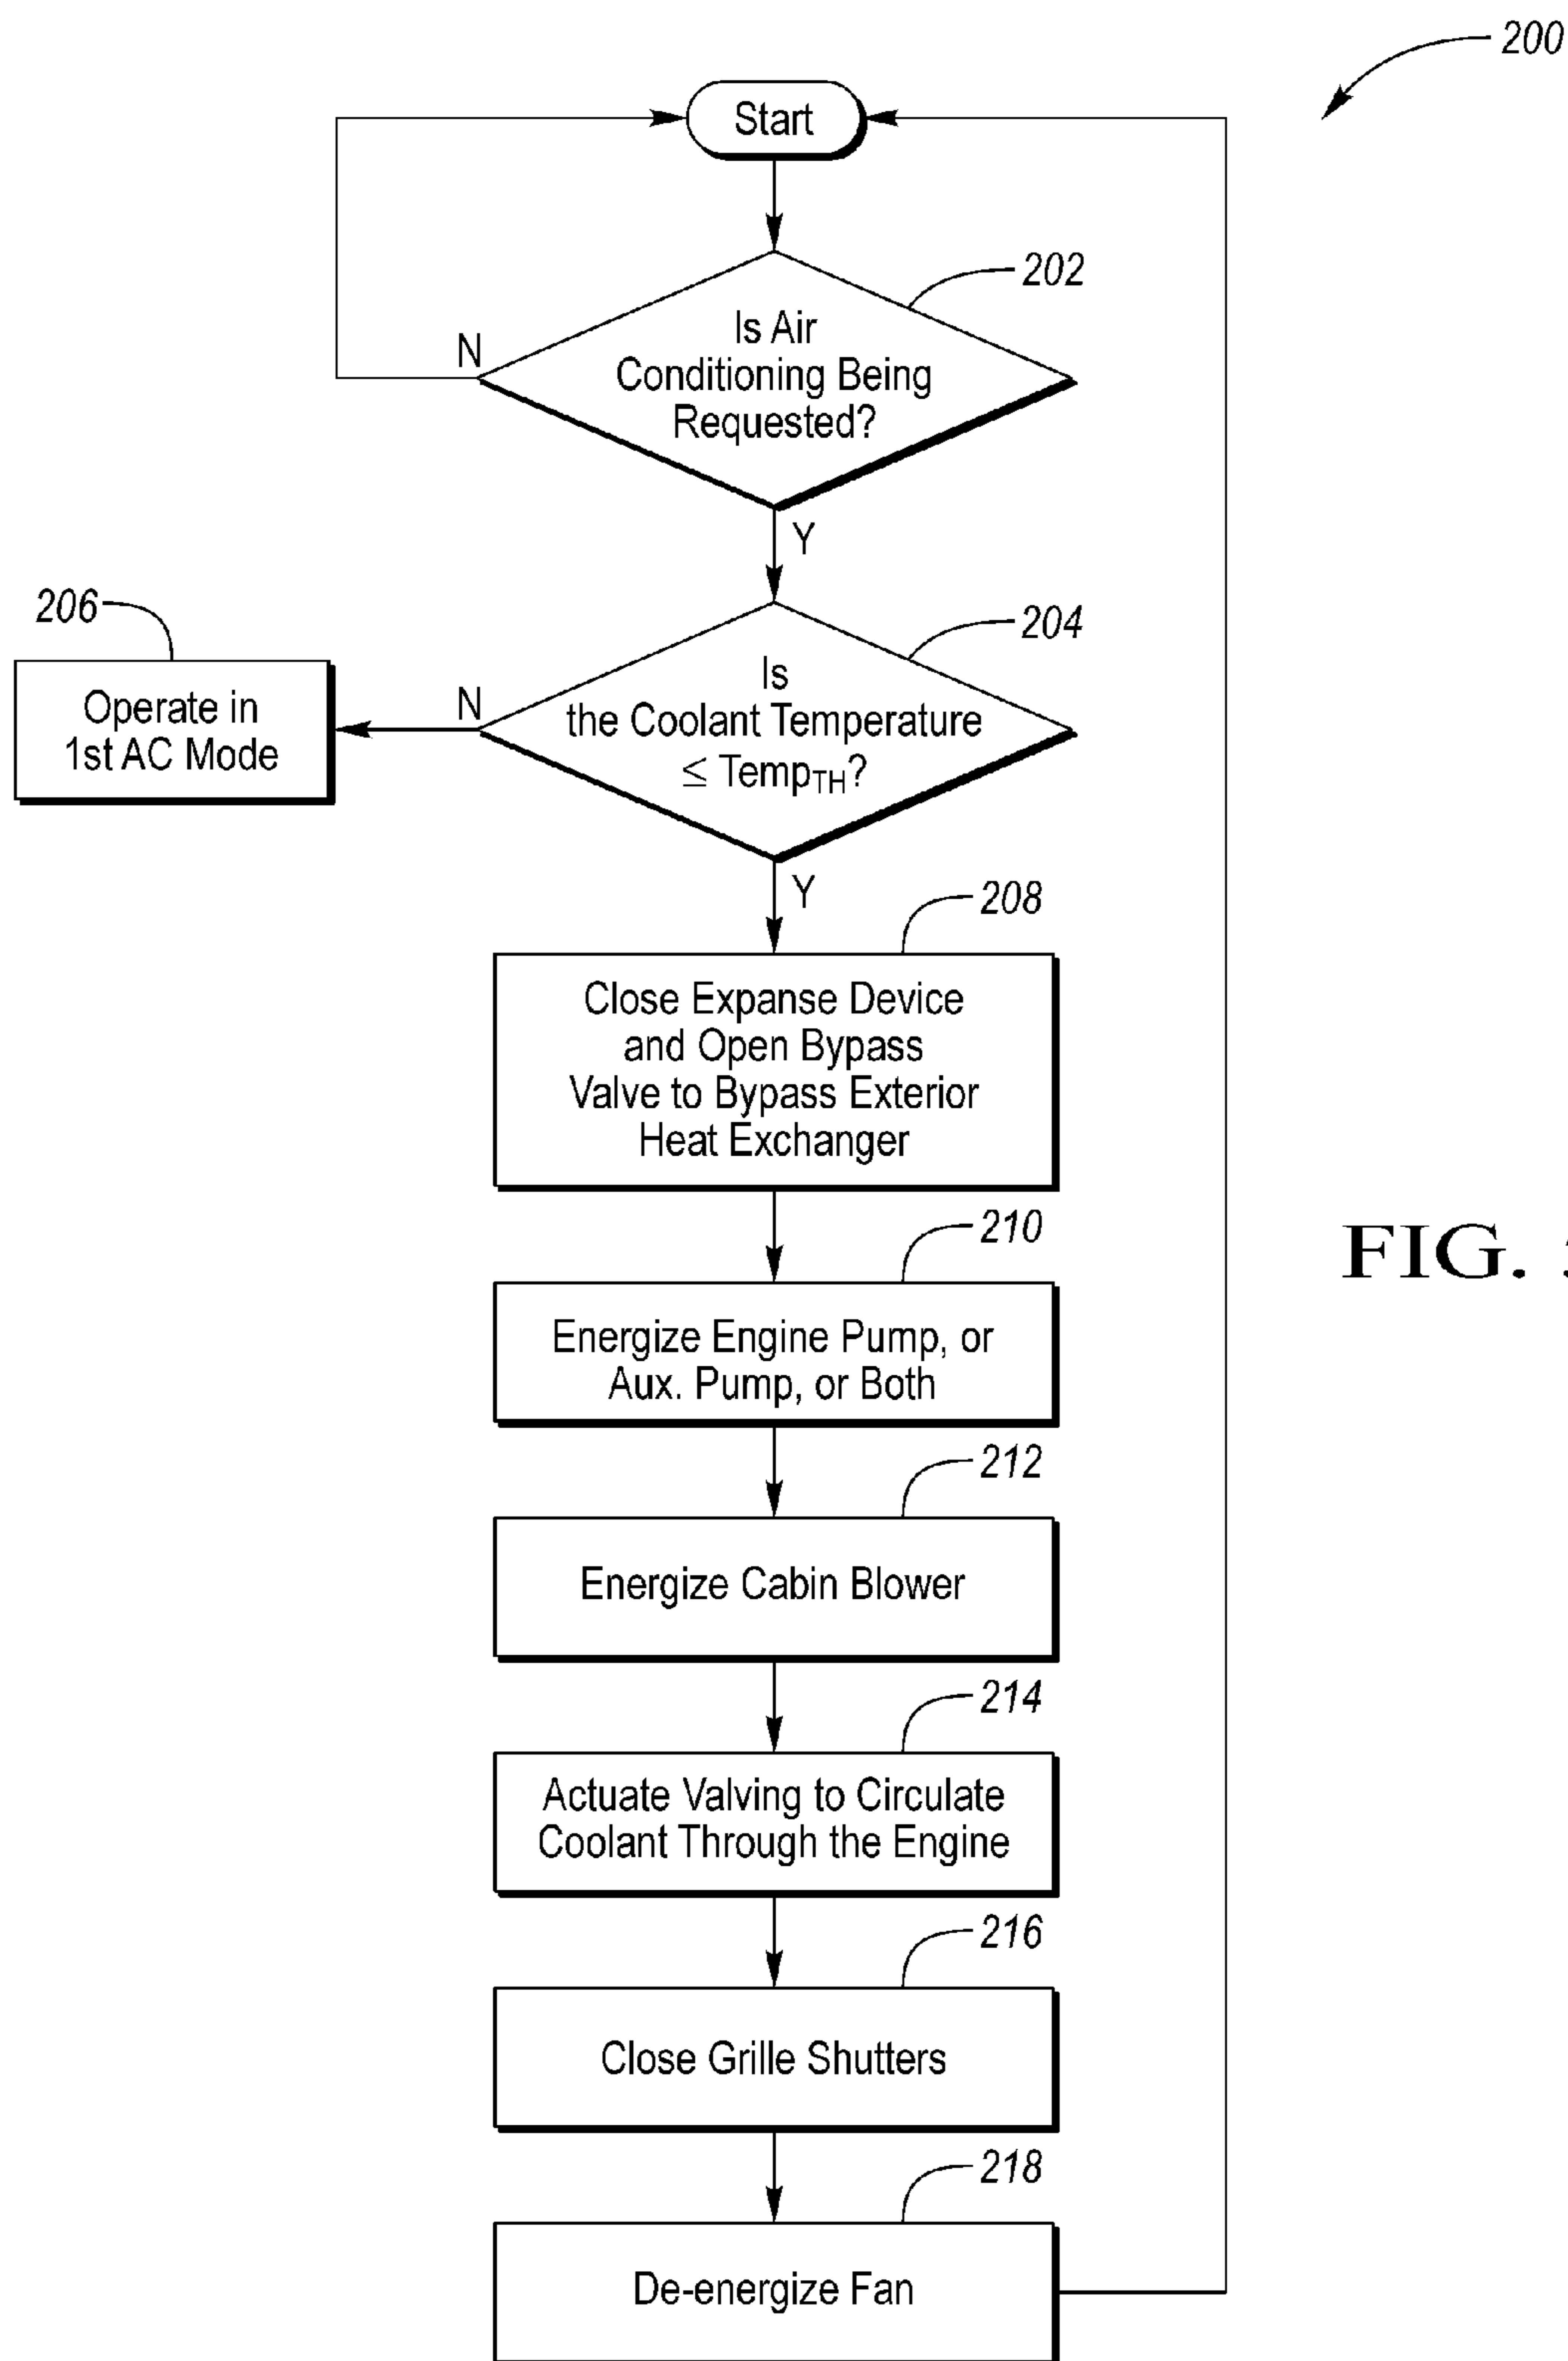 200
Start
202
Is Air
Conditioning Being
Requested?
N
Y
206
204
Operate in
1st AC Mode
N
Is
the Coolant Temperature
≤ TempTH?
Y
208
Close Expanse Device
and Open Bypass
Valve to Bypass Exterior
Heat Exchanger
210
FIG.
Energize Engine Pump, or
Aux. Pump, or Both
212
Energize Cabin Blower
214
Actuate Valving to Circulate
Coolant Through the Engine
216
Close Grille Shutters
218
De-energize Fan